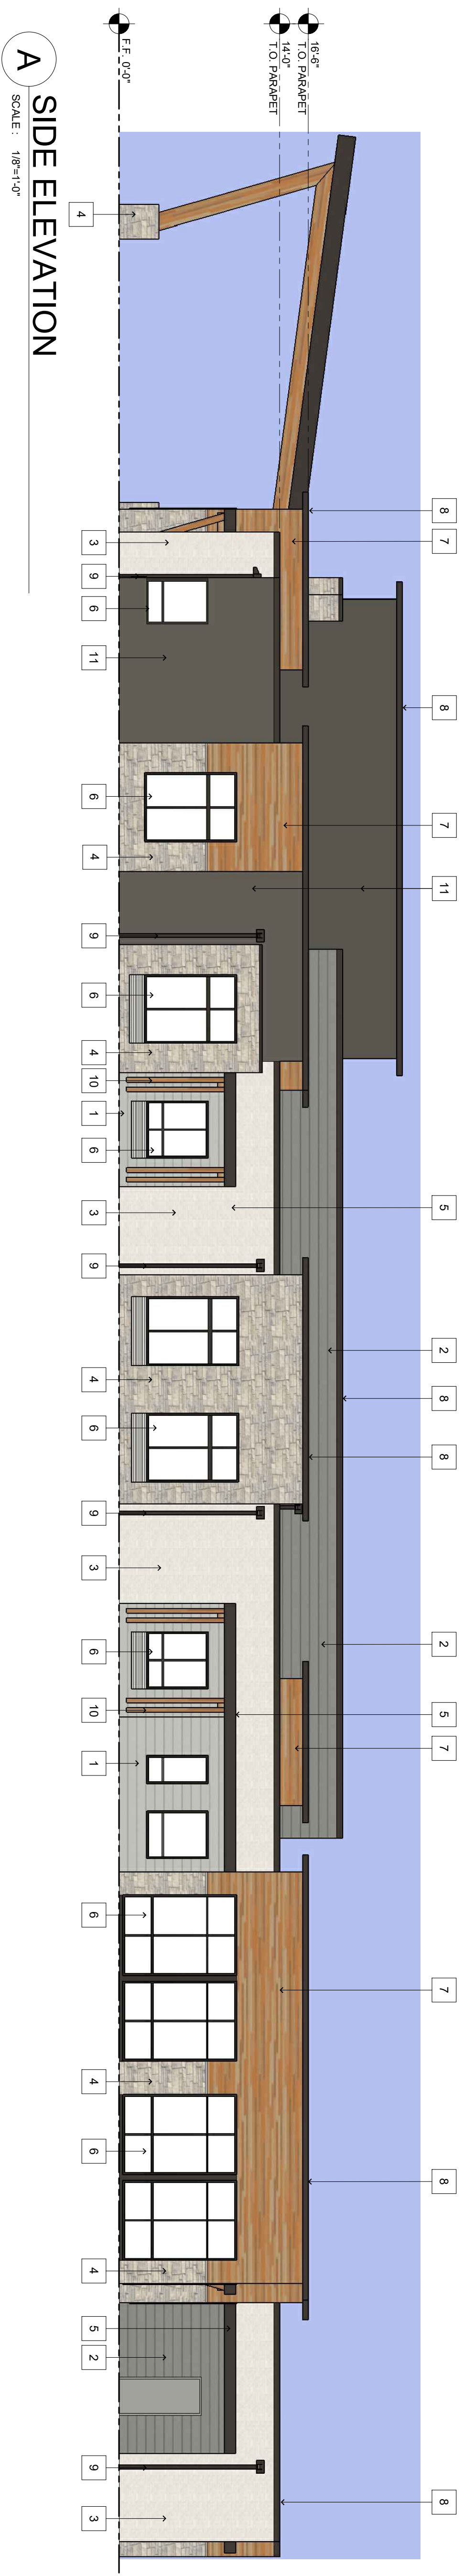 8 7 8 7 11 5 2 8 8 2 5 7 7 8 8
16'-6"
T.O. PARAPET
14'-0"
T.O. PARAPET
F.F. 0'-0"
4 3 9 6 11 6 4 9 6 4 10 1 6 3 9 4 6 9 3 6 10 1 6 4 6 4 5 2 9 3
A SIDE ELEVATION
SCALE : 1/8"=1'-0"